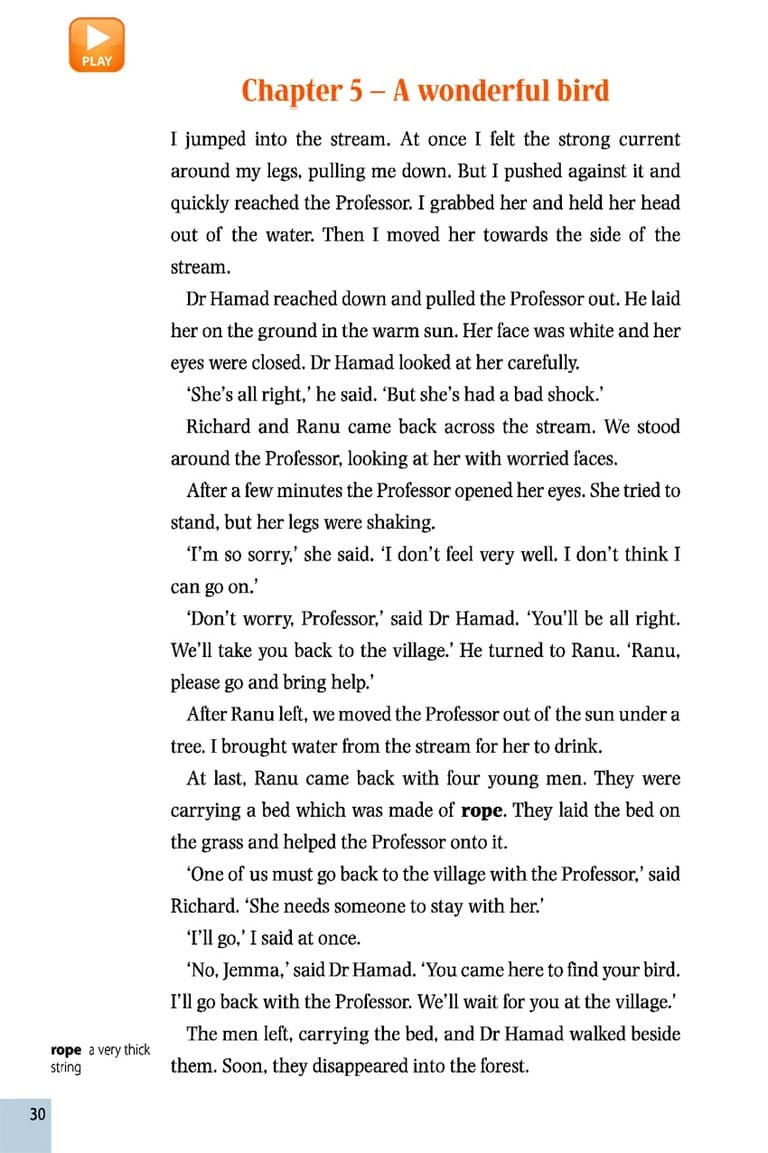 PLAY
Chapter 5 – A wonderful bird
I jumped into the stream. At once I felt the strong current
around my legs, pulling me down. But I pushed against it and
quickly reached the Professor. I grabbed her and held her head
out of the water. Then I moved her towards the side of the
stream.
Dr Hamad reached down and pulled the Professor out. He laid
her on the ground in the warm sun. Her face was white and her
eyes were closed. Dr Hamad looked at her carefully.
‘She’s all right,’ he said. ‘But she’s had a bad shock.’
Richard and Ranu came back across the stream. We stood
around the Professor, looking at her with worried faces.
After a few minutes the Professor opened her eyes. She tried to
stand, but her legs were shaking.
‘I’m so sorry,’ she said. ‘I don’t feel very well. I don’t think I
can go on.’
‘Don’t worry, Professor,’ said Dr Hamad. ‘You’ll be all right.
We’ll take you back to the village.’ He turned to Ranu. ‘Ranu,
please go and bring help.’
After Ranu left, we moved the Professor out of the sun under a
tree. I brought water from the stream for her to drink.
At last, Ranu came back with four young men. They were
carrying a bed which was made of rope. They laid the bed on
the grass and helped the Professor onto it.
‘One of us must go back to the village with the Professor,’ said
Richard. ‘She needs someone to stay with her.’
‘I’ll go,’ I said at once.
‘No, Jemma,’ said Dr Hamad. ‘You came here to find your bird.
I’ll go back with the Professor. We’ll wait for you at the village.’
The men left, carrying the bed, and Dr Hamad walked beside
them. Soon, they disappeared into the forest.
rope a very thick
string
30